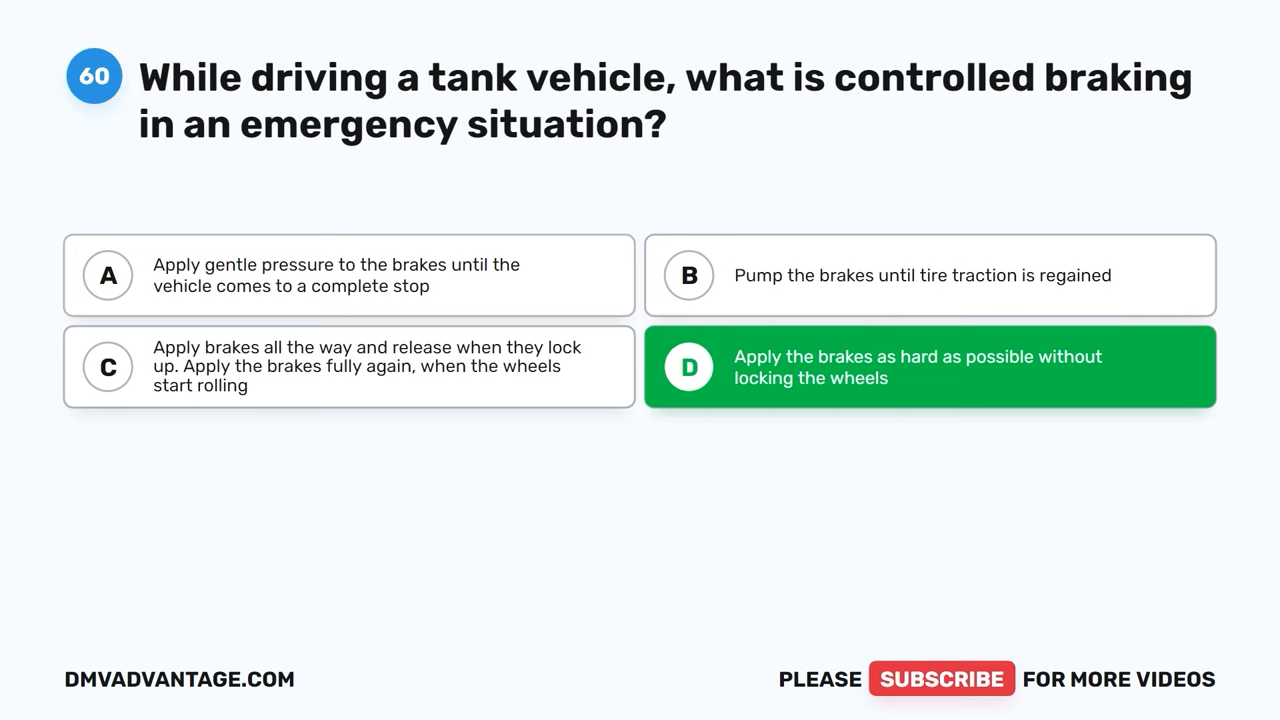 60
While driving a tank vehicle, what is controlled braking
in an emergency situation?
A
Apply gentle pressure to the brakes until the
vehicle comes to a complete stop
B
Pump the brakes until tire traction is regained
C
Apply brakes all the way and release when they lock
up. Apply the brakes fully again, when the wheels
start rolling
D
Apply the brakes as hard as possible without
locking the wheels
DMVADVANTAGE.COM
PLEASE SUBSCRIBE FOR MORE VIDEOS